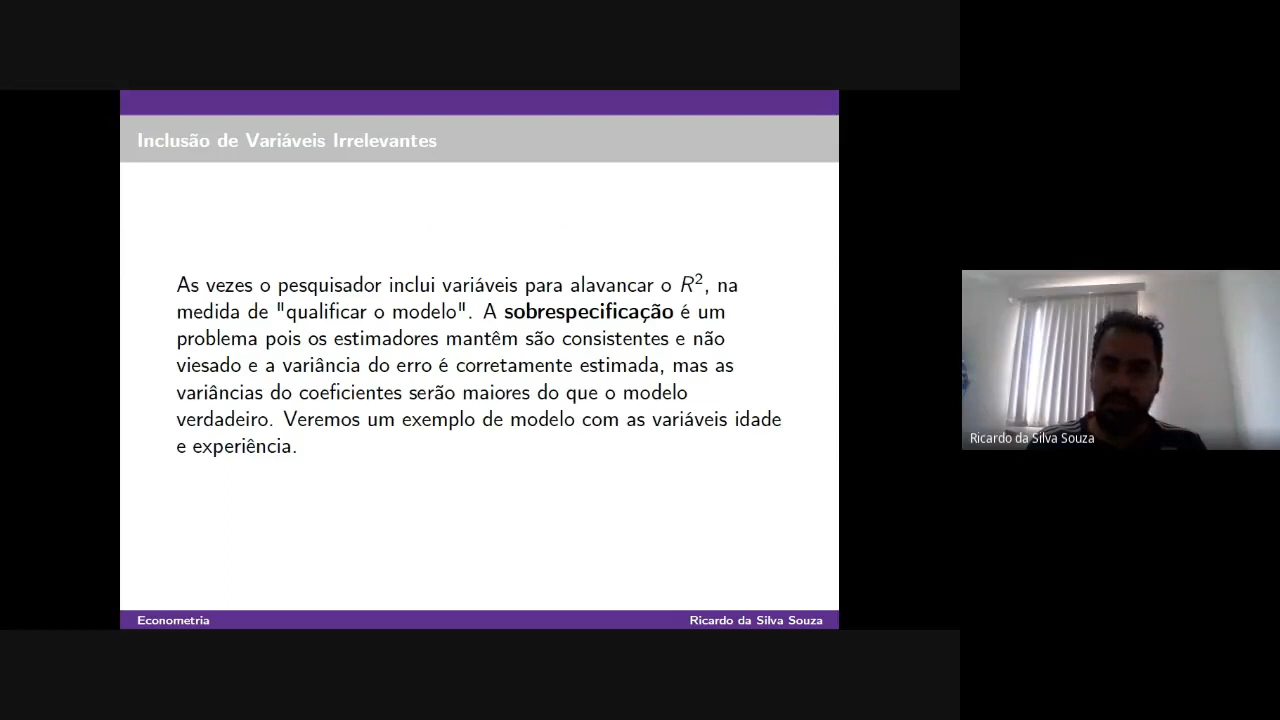 Inclusão de Variáveis Irrelevantes
As vezes o pesquisador inclui variáveis para alavancar o R², na
medida de "qualificar o modelo". A sobrespecificação é um
problema pois os estimadores mantêm são consistentes e não
viesado e a variância do erro é corretamente estimada, mas as
variâncias do coeficientes serão maiores do que o modelo
verdadeiro. Veremos um exemplo de modelo com as variáveis idade
e experiência.
Econometria
Ricardo da Silva Souza
Ricardo da Silva Souza